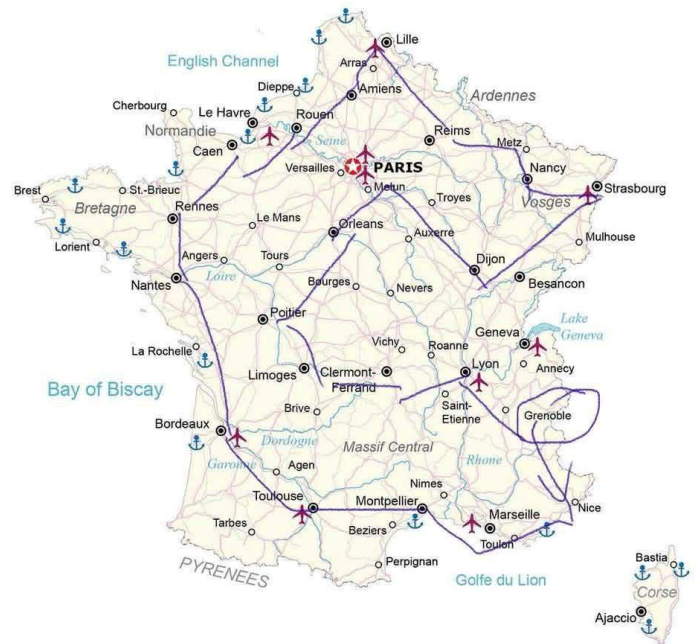 Lille
English Channel
Arras
Dieppe
Amiens
Ardennes
Cherbourg
Le Havre
Rouen
Normandie
Seine
Reims
Caen
Metz
Versailles
PARIS
Nancy
Melun
Strasbourg
Brest
St.-Brieuc
Troyes
Vosges
Bretagne
Rennes
Le Mans
Orleans
Auxerre
Mulhouse
Lorient
Angers
Tours
Dijon
Loire
Nantes
Bourges
Nevers
Besancon
Poitier
Lake
Geneva
Geneva
Vichy
Roanne
La Rochelle
Lyon
Annecy
Limoges
Clermont-
Ferrand
Bay of Biscay
Saint-
Etienne
Brive
Grenoble
Bordeaux
Dordogne
Massif Central
Garonne
Agen
Rhone
Nimes
Toulouse
Montpellier
Nice
Marseille
Tarbes
Beziers
Toulon
Perpignan
Bastia
PYRENEES
Golfe du Lion
Corse
Ajaccio